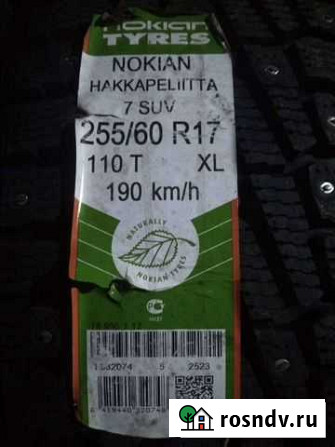 NOKIAN
TYRES
NOKIAN
HAKKAPELIITTA
7 SUV
255/60 R17
110 T XL
190 km/h
NATURALLY
NOKIAN TYRES
5 2523
rosndv.ru